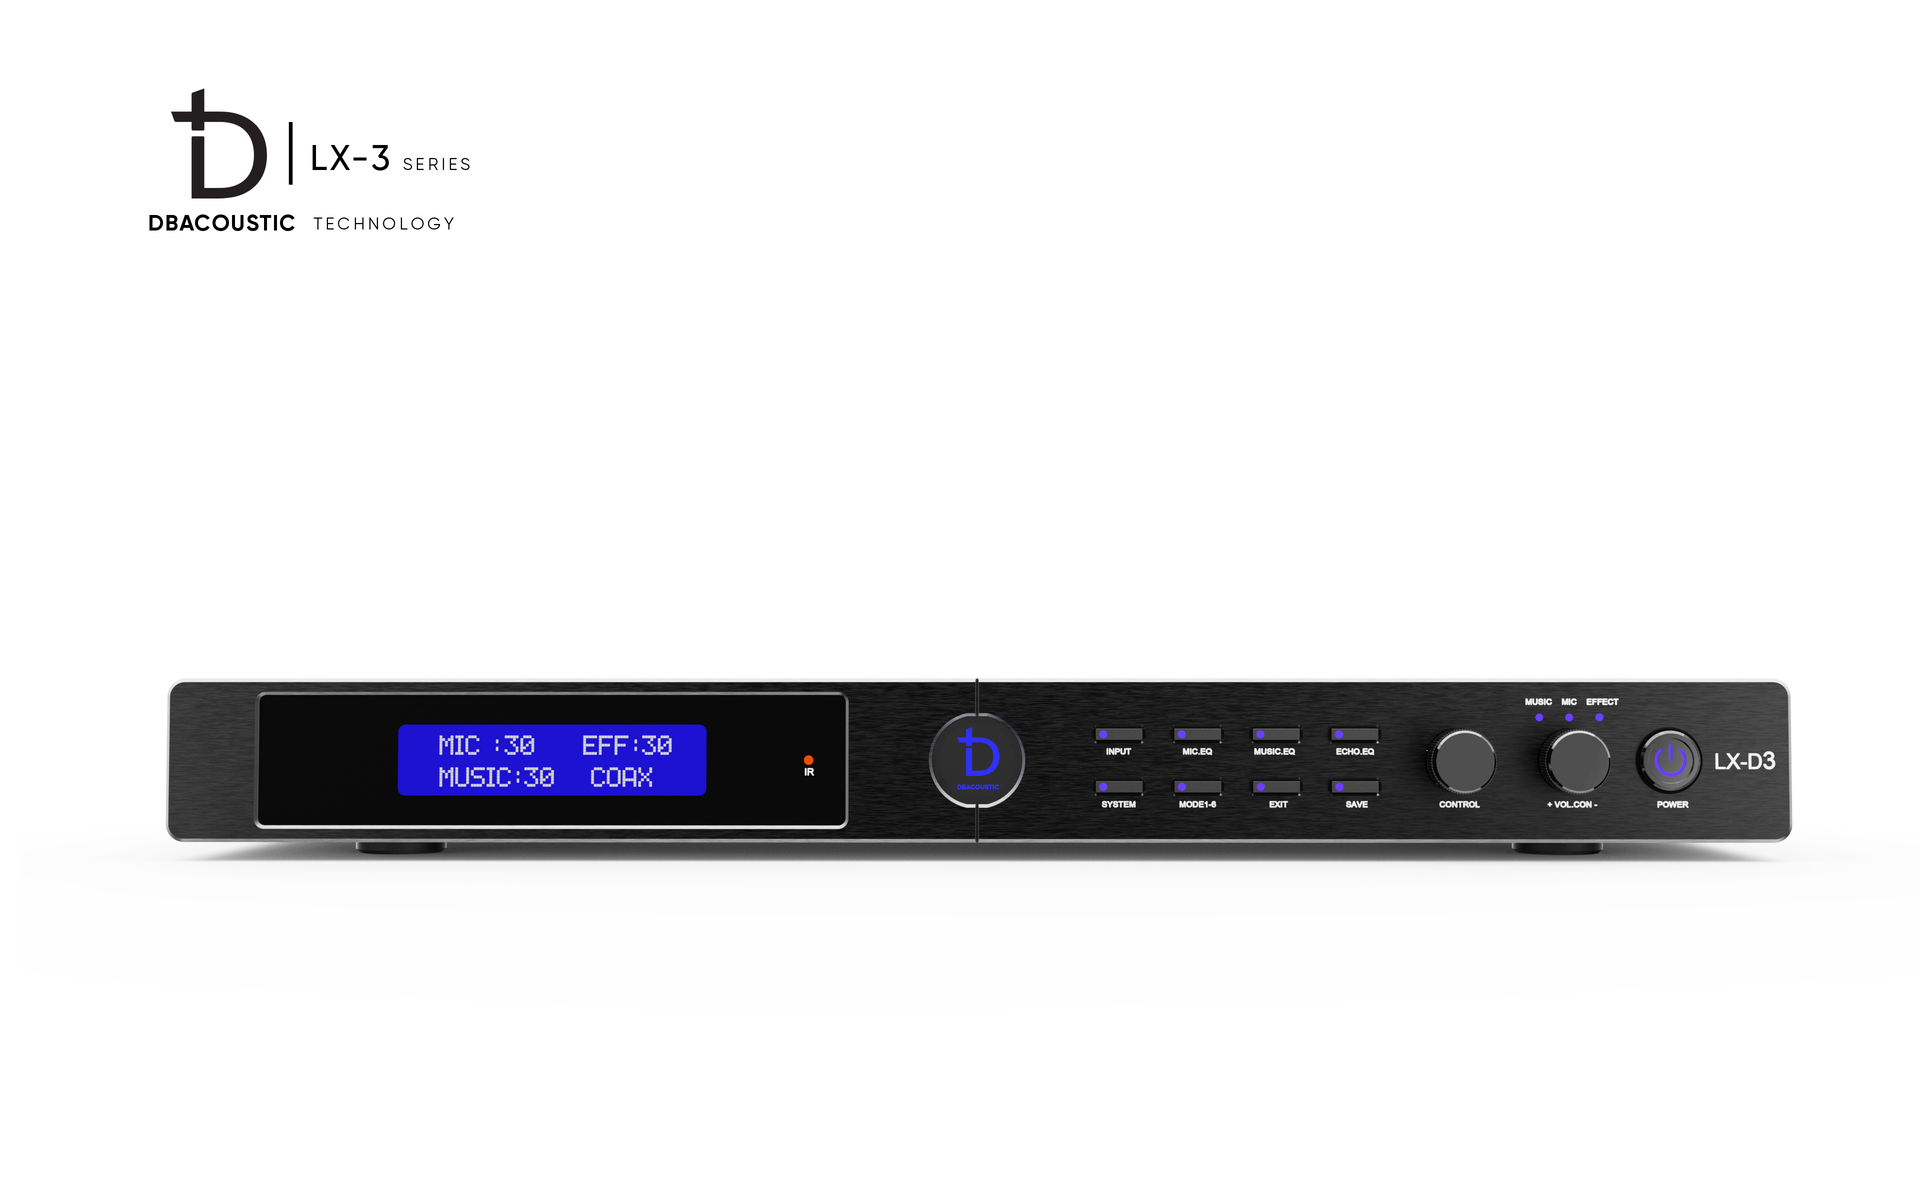 LX-3 SERIES
DBACOUSTIC TECHNOLOGY
MIC :30 EFF:30
MUSIC:30 COAX
IR
DBACOUSTIC
INPUT MIC.EQ MUSIC.EQ ECHO.EQ
SYSTEM MODE1-6 EXIT SAVE
CONTROL
MUSIC MIC EFFECT
+ VOL.CON -
POWER
LX-D3